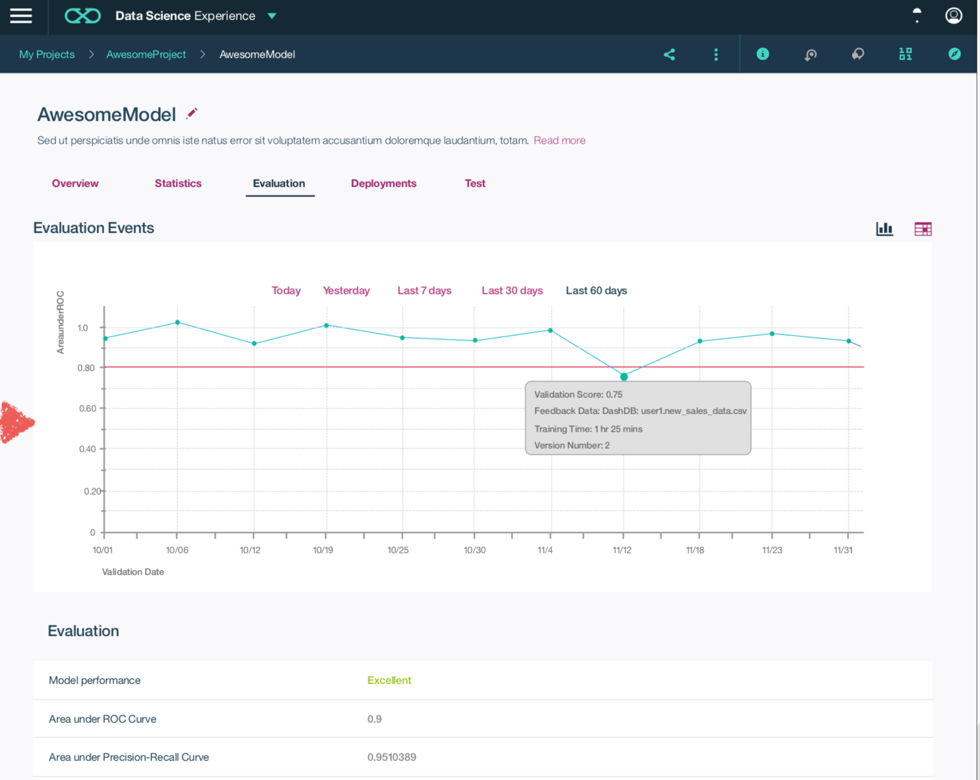 Data Science Experience
My Projects > AwesomeProject > AwesomeModel
AwesomeModel
Sed ut perspiciatis unde omnis iste natus error sit voluptatem accusantium doloremque laudantium, totam. Read more
Overview Statistics Evaluation Deployments Test
Evaluation Events
Today Yesterday Last 7 days Last 30 days Last 60 days
AreaunderROC
1.0
0.80
0.60
0.40
0.20
0
Validation Score: 0.75
Feedback Data: DashDB: user1.new_sales_data.csv
Training Time: 1 hr 25 mins
Version Number: 2
10/01 10/06 10/12 10/19 10/25 10/30 11/4 11/12 11/18 11/23 11/31
Validation Date
Evaluation
Model performance Excellent
Area under ROC Curve 0.9
Area under Precision-Recall Curve 0.9510389